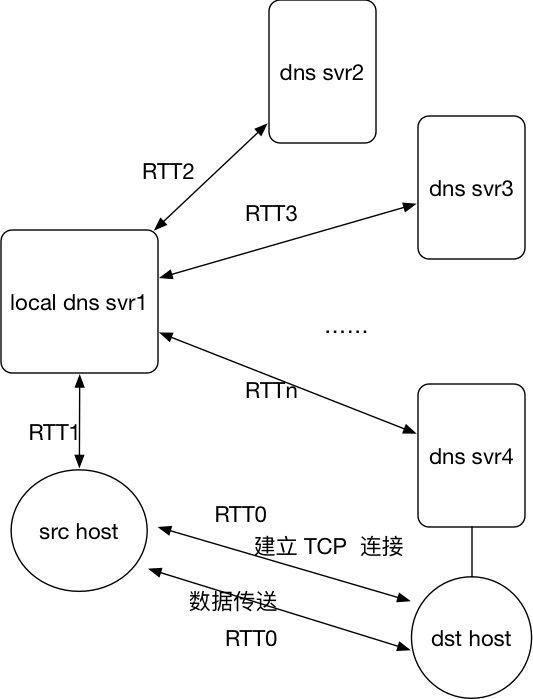 dns svr2
RTT2
dns svr3
RTT3
local dns svr1
……
RTTn
RTT1
dns svr4
src host
RTT0
建立 TCP 连接
数据传送
RTT0
dst host